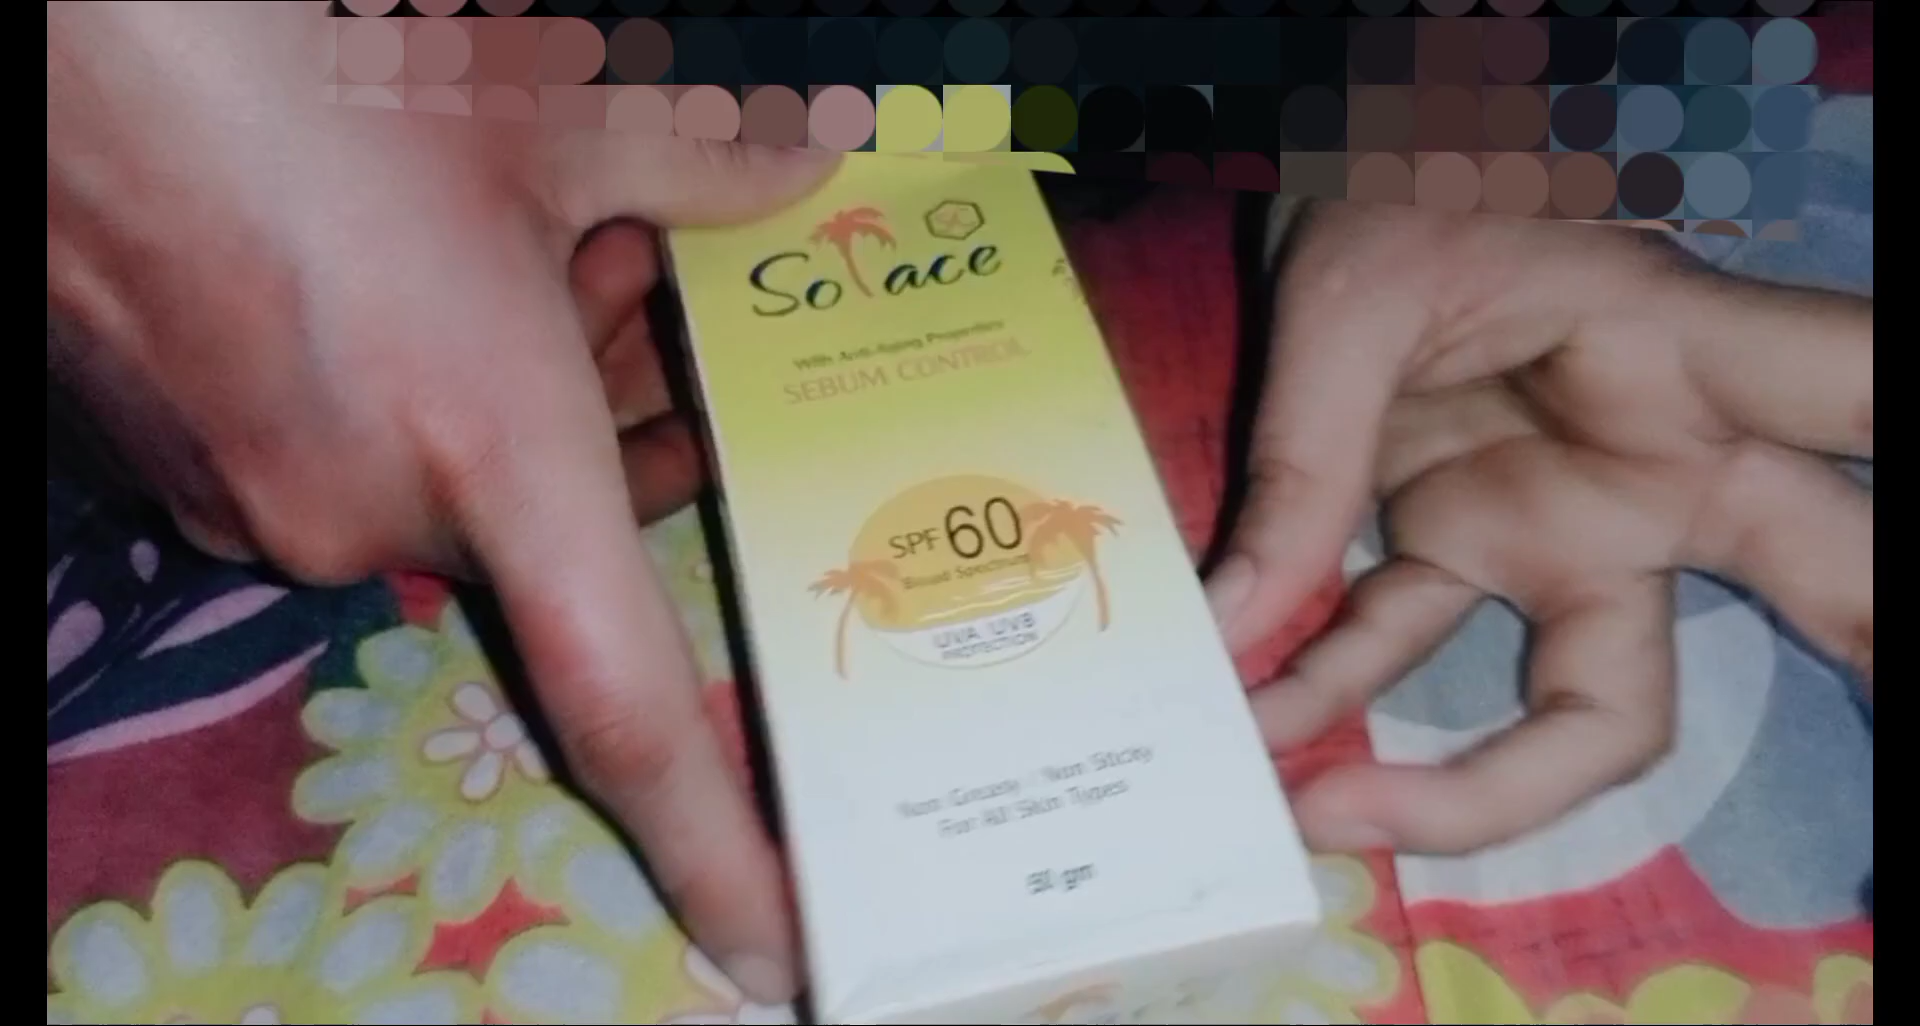 SC
Solace
With Anti-Aging Properties
SEBUM CONTROL
SPF 60
Broad Spectrum
UVA UVB
PROTECTION
Non Greasy / Non Sticky
For All Skin Types
gm